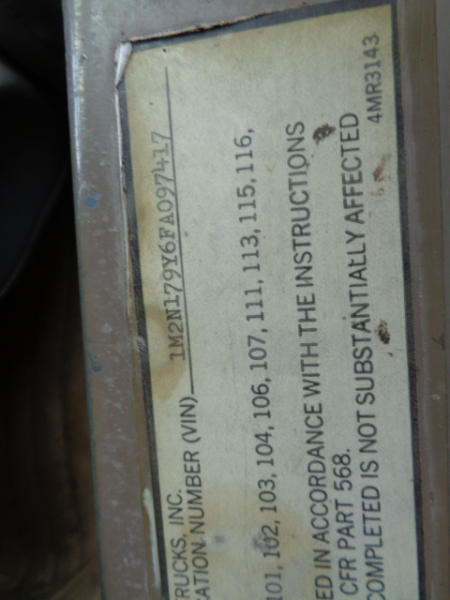 TRUCKS, INC.
ATION NUMBER (VIN) 1M2N179Y6FA097417
101, 102, 103, 104, 106, 107, 111, 113, 115, 116,
ED IN ACCORDANCE WITH THE INSTRUCTIONS
CFR PART 568.
COMPLETED IS NOT SUBSTANTIALLY AFFECTED
4MR3143